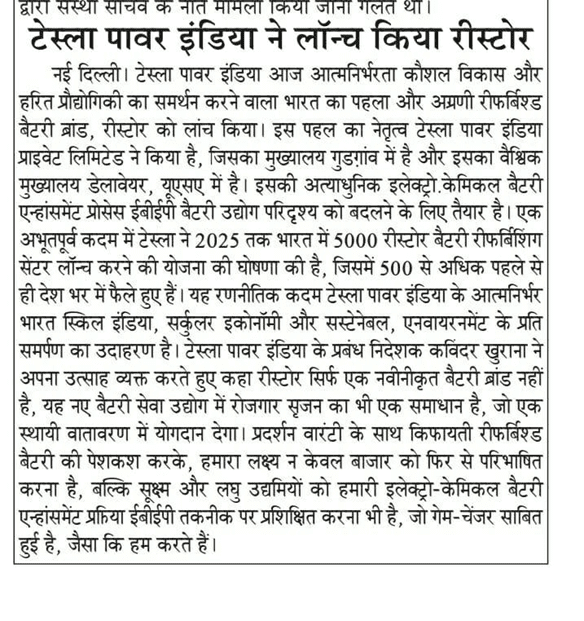 द्वारा संस्था सचिव के नात मामला किया जाना गलत था।
टेस्ला पावर इंडिया ने लॉन्च किया रीस्टोर
नई दिल्ली। टेस्ला पावर इंडिया आज आत्मनिर्भरता कौशल विकास और
हरित प्रौद्योगिकी का समर्थन करने वाला भारत का पहला और अग्रणी रीफर्बिश्ड
बैटरी ब्रांड, रीस्टोर को लांच किया। इस पहल का नेतृत्व टेस्ला पावर इंडिया
प्राइवेट लिमिटेड ने किया है, जिसका मुख्यालय गुडग़ांव में है और इसका वैश्विक
मुख्यालय डेलावेयर, यूएसए में है। इसकी अत्याधुनिक इलेक्ट्रो.केमिकल बैटरी
एन्हांसमेंट प्रोसेस ईबीईपी बैटरी उद्योग परिदृश्य को बदलने के लिए तैयार है। एक
अभूतपूर्व कदम में टेस्ला ने 2025 तक भारत में 5000 रीस्टोर बैटरी रीफर्बिशिंग
सेंटर लॉन्च करने की योजना की घोषणा की है, जिसमें 500 से अधिक पहले से
ही देश भर में फैले हुए हैं। यह रणनीतिक कदम टेस्ला पावर इंडिया के आत्मनिर्भर
भारत स्किल इंडिया, सर्कुलर इकोनॉमी और सस्टेनेबल, एनवायरनमेंट के प्रति
समर्पण का उदाहरण है। टेस्ला पावर इंडिया के प्रबंध निदेशक कविंदर खुराना ने
अपना उत्साह व्यक्त करते हुए कहा रीस्टोर सिर्फ एक नवीनीकृत बैटरी ब्रांड नहीं
है, यह नए बैटरी सेवा उद्योग में रोजगार सृजन का भी एक समाधान है, जो एक
स्थायी वातावरण में योगदान देगा। प्रदर्शन वारंटी के साथ किफायती रीफर्बिश्ड
बैटरी की पेशकश करके, हमारा लक्ष्य न केवल बाजार को फिर से परिभाषित
करना है, बल्कि सूक्ष्म और लघु उद्यमियों को हमारी इलेक्ट्रो-केमिकल बैटरी
एन्हांसमेंट प्रक्रिया ईबीईपी तकनीक पर प्रशिक्षित करना भी है, जो गेम-चेंजर साबित
हुई है, जैसा कि हम करते हैं।